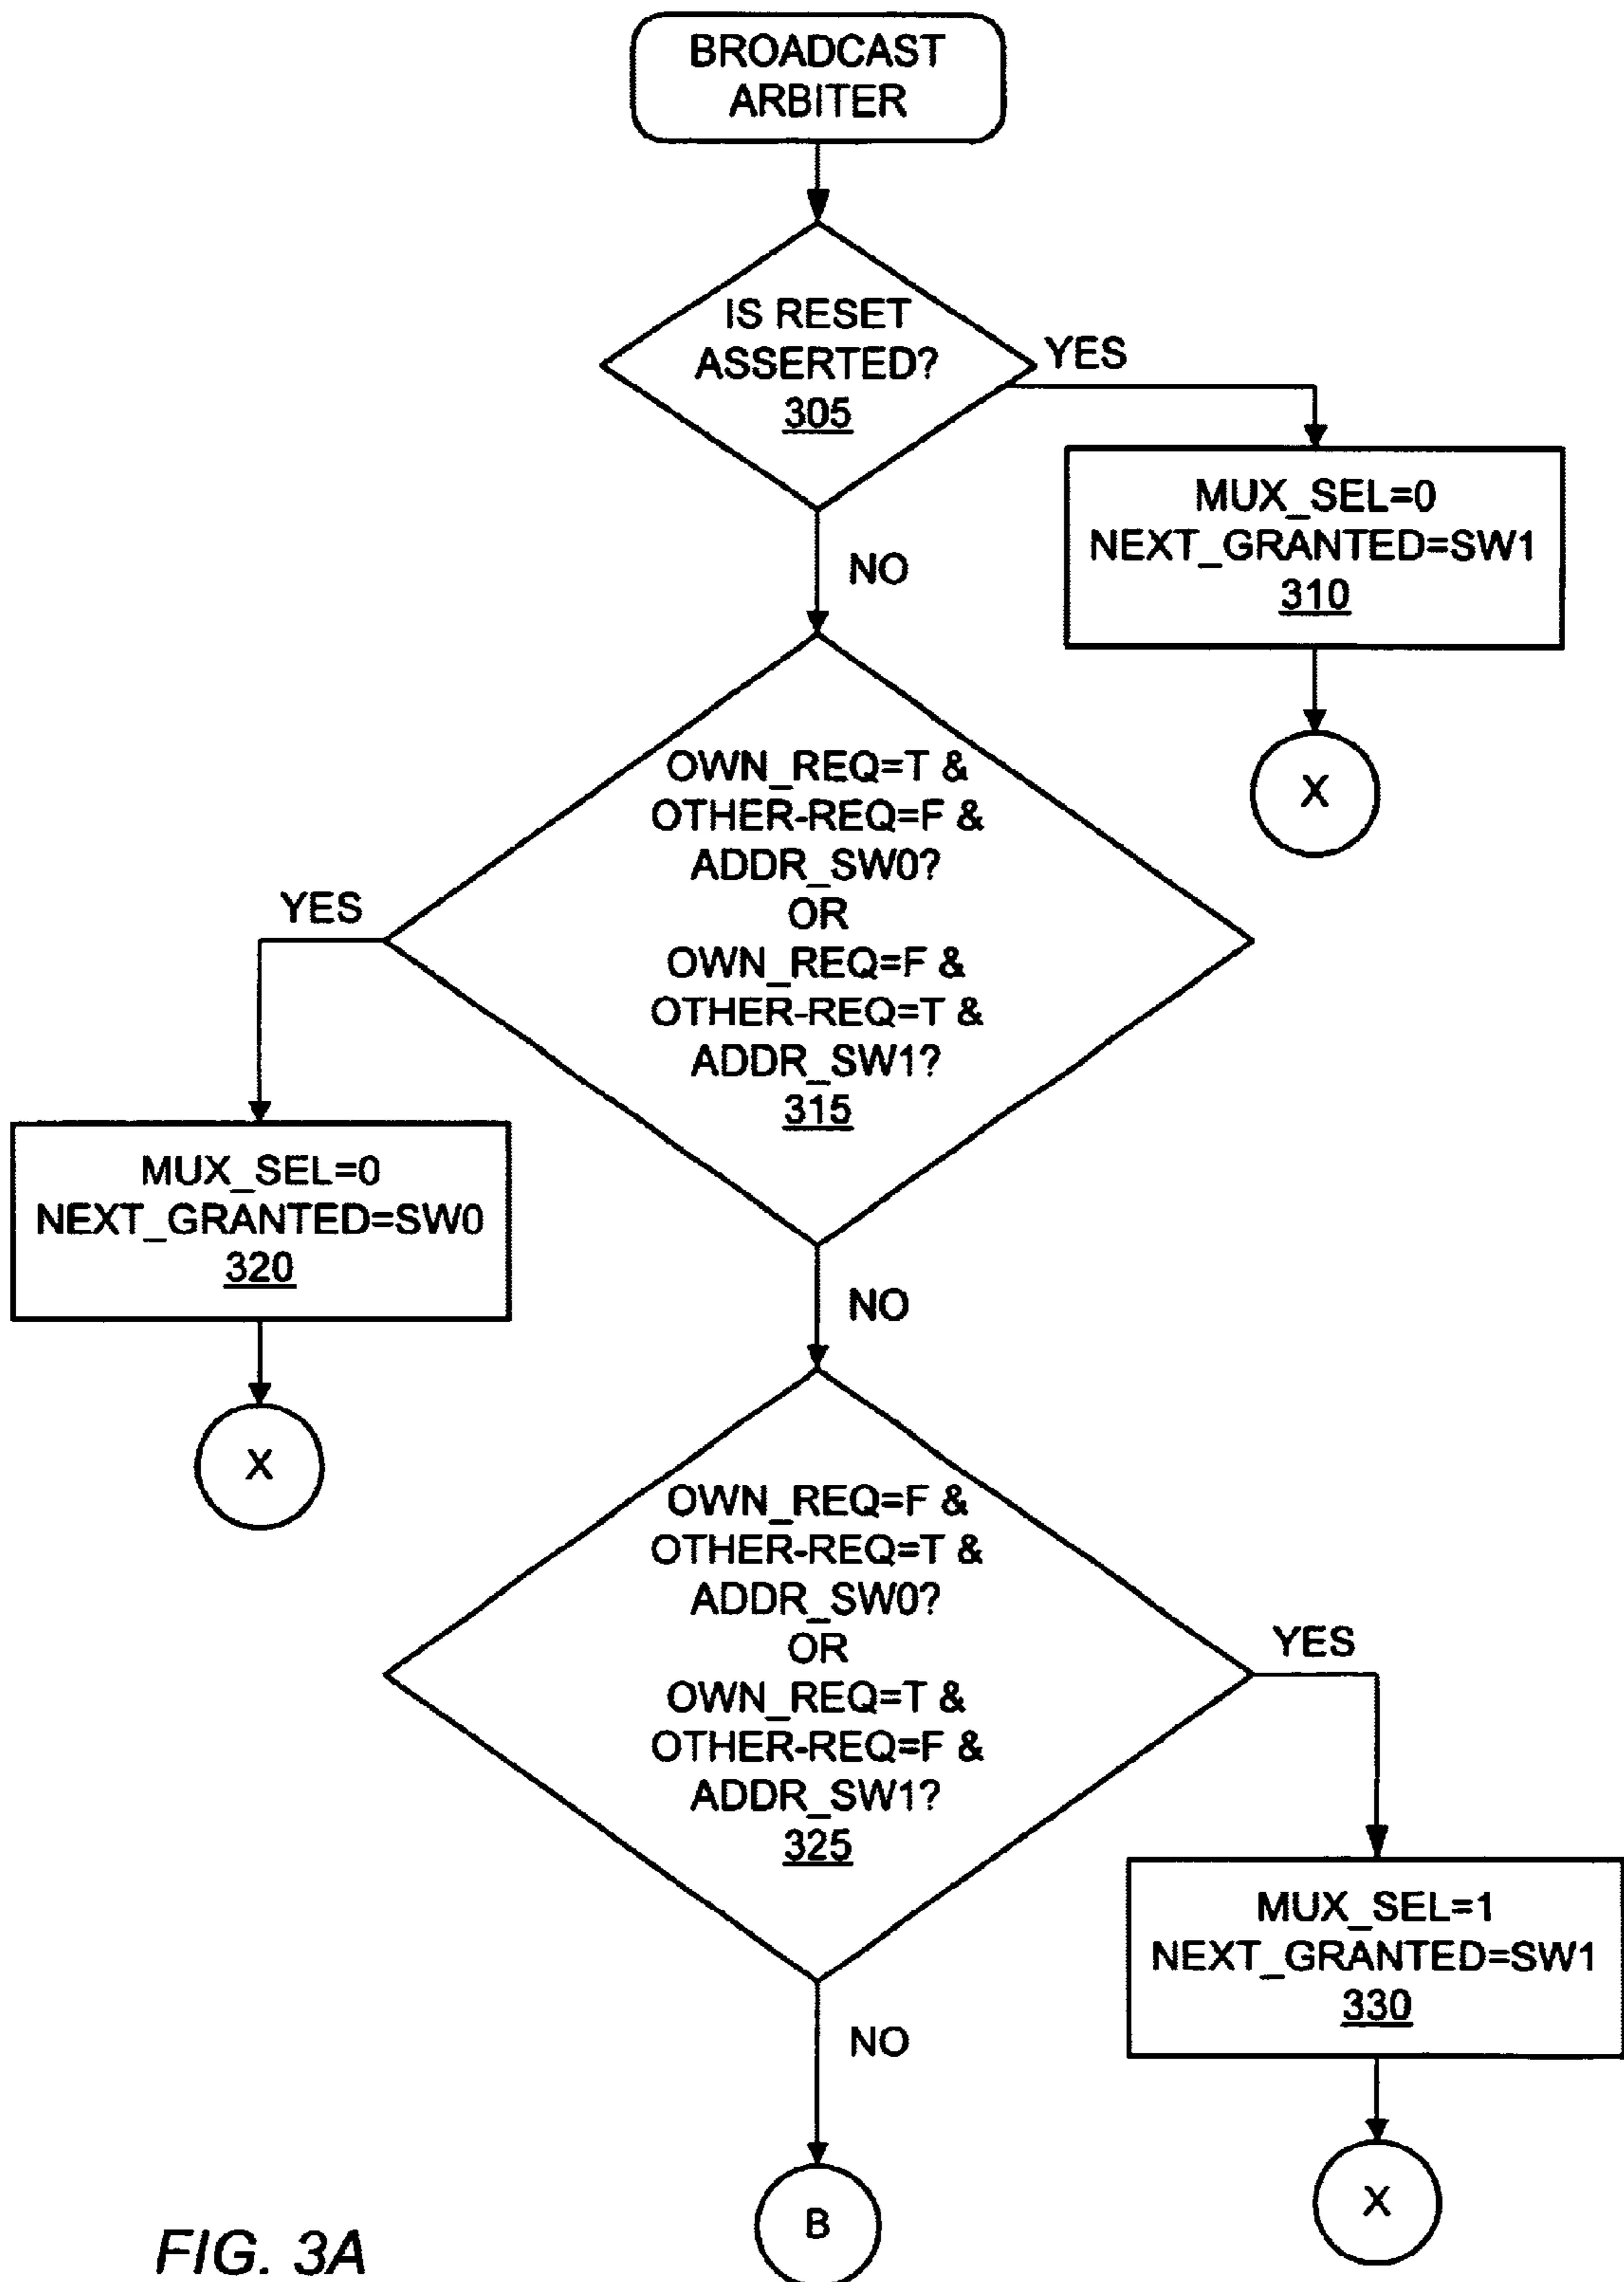 BROADCAST
ARBITER
IS RESET
ASSERTED?
305
YES
MUX_SEL=0
NEXT_GRANTED=SW1
310
NO
X
OWN_REQ=T &
OTHER-REQ=F &
ADDR_SW0?
OR
OWN_REQ=F &
OTHER-REQ=T &
ADDR_SW1?
315
YES
MUX_SEL=0
NEXT_GRANTED=SW0
320
NO
X
OWN_REQ=F &
OTHER-REQ=T &
ADDR_SW0?
OR
OWN_REQ=T &
OTHER-REQ=F &
ADDR_SW1?
325
YES
MUX_SEL=1
NEXT_GRANTED=SW1
330
NO
X
B
FIG. 3A